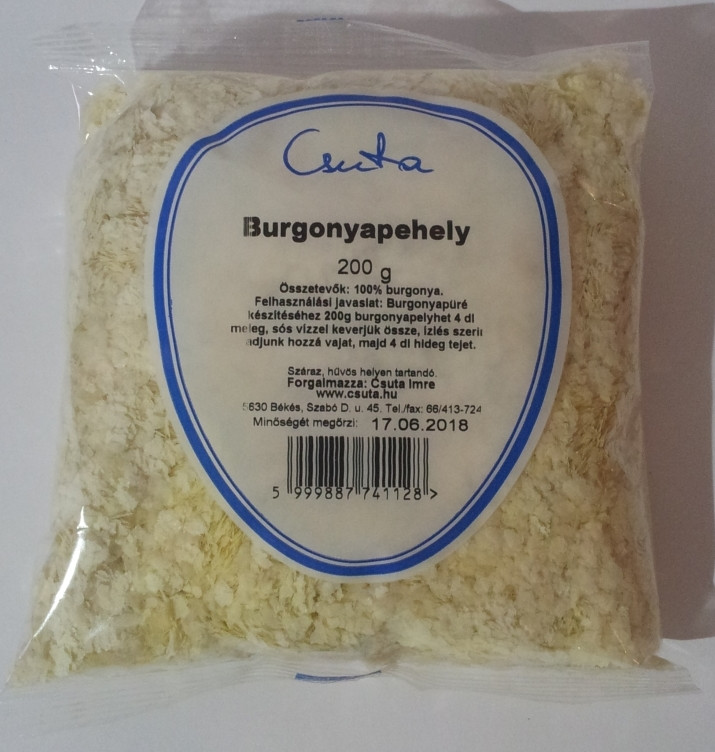 Csuta
Burgonyapehely
200 g
Összetevők: 100% burgonya.
Felhasználási javaslat: Burgonyapüré
készítéséhez 200g burgonyapelyhet 4 dl
meleg, sós vízzel keverjük össze, ízlés szerin
adjunk hozzá vajat, majd 4 dl hideg tejet.
Száraz, hűvös helyen tartandó.
Forgalmazza: Csuta Imre
www.csuta.hu
5630 Békés, Szabó D. u. 45. Tel./fax: 66/413-724
Minőségét megőrzi: 17.06.2018
5 999887 741128 >